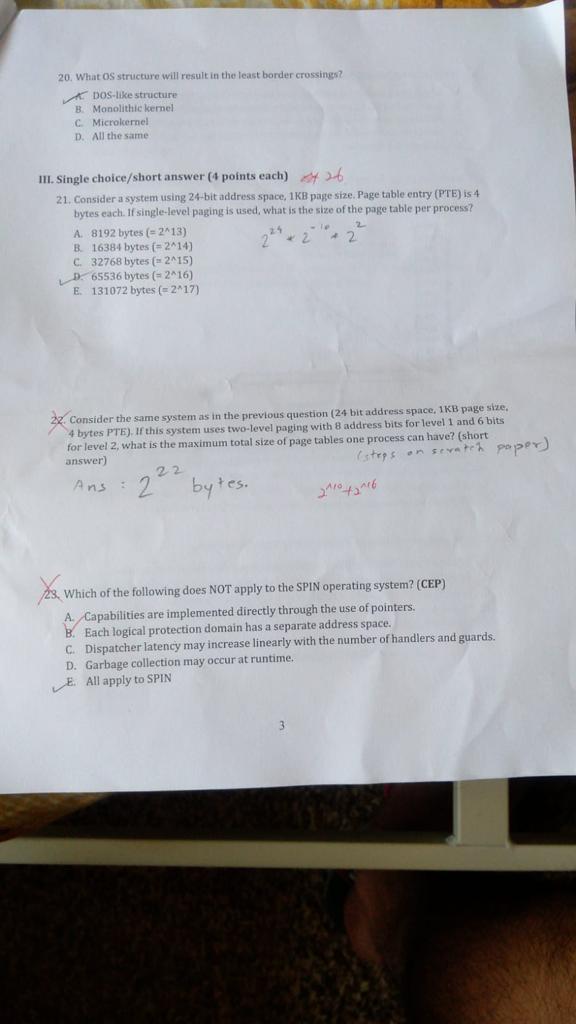 20. What OS structure will result in the least border crossings?
A. DOS-like structure
B. Monolithic kernel
C. Microkernel
D. All the same
III. Single choice/short answer (4 points each) 26
21. Consider a system using 24-bit address space, 1KB page size. Page table entry (PTE) is 4
bytes each. If single-level paging is used, what is the size of the page table per process?
A. 8192 bytes (= 2^13)
B. 16384 bytes (= 2^14)
C. 32768 bytes (= 2^15)
D. 65536 bytes (= 2^16)
E. 131072 bytes (= 2^17)
2^24 * 2^-10 * 2^2
22. Consider the same system as in the previous question (24 bit address space, 1KB page size,
4 bytes PTE). If this system uses two-level paging with 8 address bits for level 1 and 6 bits
for level 2, what is the maximum total size of page tables one process can have? (short
answer)
(steps on scratch paper)
Ans : 2^22 bytes.
2^10+2^16
23. Which of the following does NOT apply to the SPIN operating system? (CEP)
A. Capabilities are implemented directly through the use of pointers.
B. Each logical protection domain has a separate address space.
C. Dispatcher latency may increase linearly with the number of handlers and guards.
D. Garbage collection may occur at runtime.
E. All apply to SPIN
3